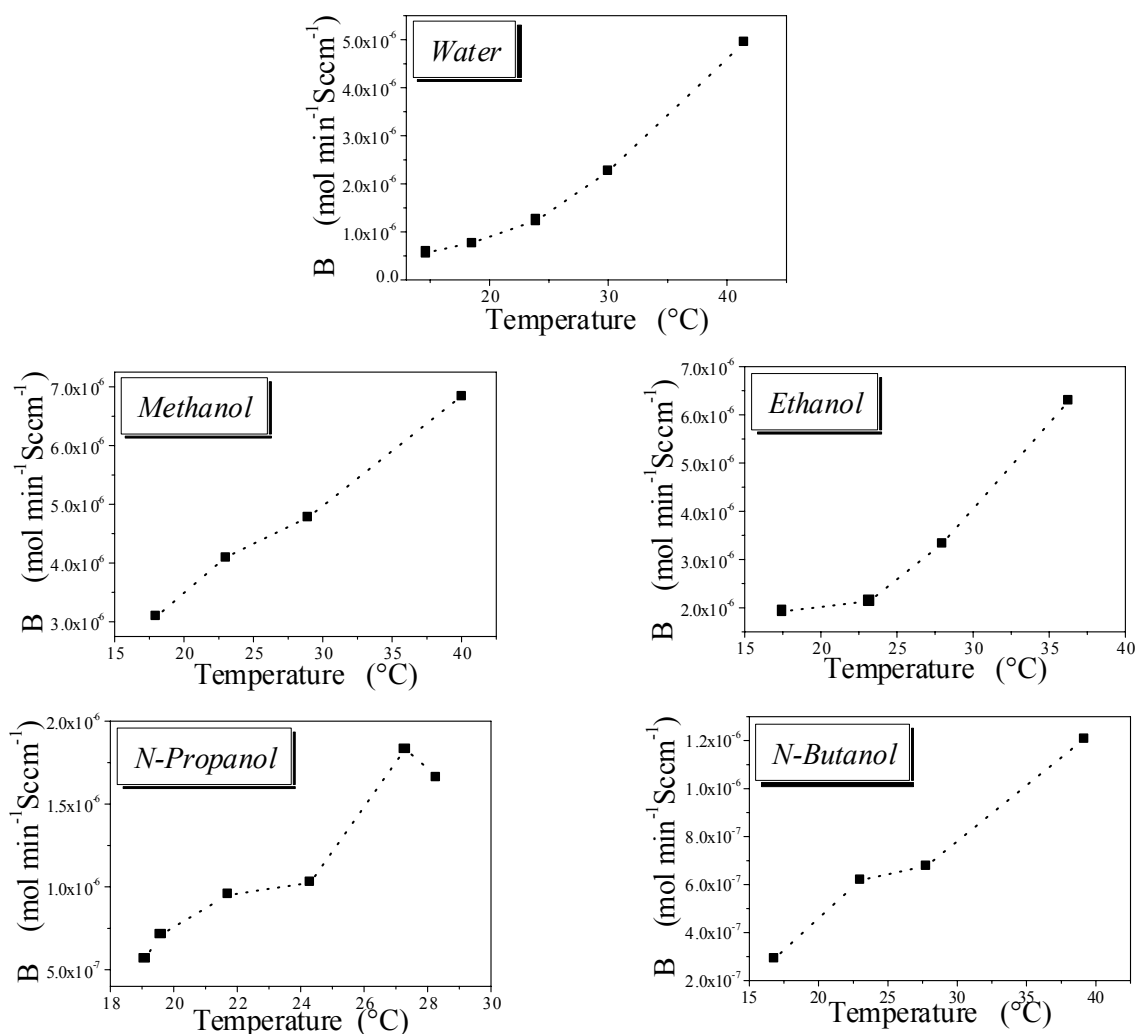 Water
B (mol min⁻¹Sccm⁻¹)
5.0x10⁻⁶
4.0x10⁻⁶
3.0x10⁻⁶
2.0x10⁻⁶
1.0x10⁻⁶
0.0
20 30 40
Temperature (°C)
Methanol
B (mol min⁻¹Sccm⁻¹)
7.0x10⁻⁶
6.0x10⁻⁶
5.0x10⁻⁶
4.0x10⁻⁶
3.0x10⁻⁶
15 20 25 30 35 40
Temperature (°C)
Ethanol
B (mol min⁻¹Sccm⁻¹)
7.0x10⁻⁶
6.0x10⁻⁶
5.0x10⁻⁶
4.0x10⁻⁶
3.0x10⁻⁶
2.0x10⁻⁶
15 20 25 30 35 40
Temperature (°C)
N-Propanol
B (mol min⁻¹Sccm⁻¹)
2.0x10⁻⁶
1.5x10⁻⁶
1.0x10⁻⁶
5.0x10⁻⁷
18 20 22 24 26 28 30
Temperature (°C)
N-Butanol
B (mol min⁻¹Sccm⁻¹)
1.2x10⁻⁶
1.0x10⁻⁶
8.0x10⁻⁷
6.0x10⁻⁷
4.0x10⁻⁷
2.0x10⁻⁷
15 20 25 30 35 40
Temperature (°C)